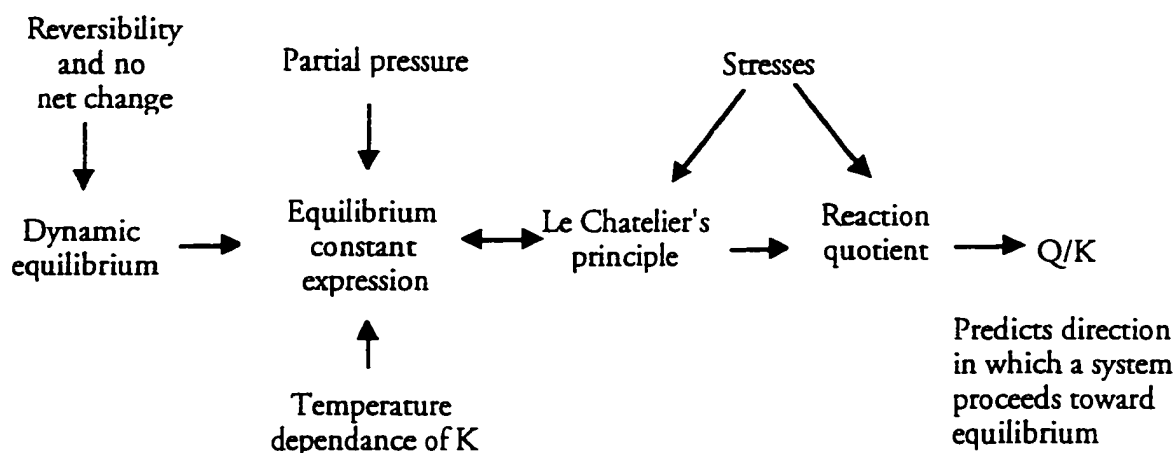 Reversibility
and no
net change
Partial pressure
Stresses
Dynamic
equilibrium
Equilibrium
constant
expression
Le Chatelier's
principle
Reaction
quotient
Q/K
Temperature
dependance of K
Predicts direction
in which a system
proceeds toward
equilibrium